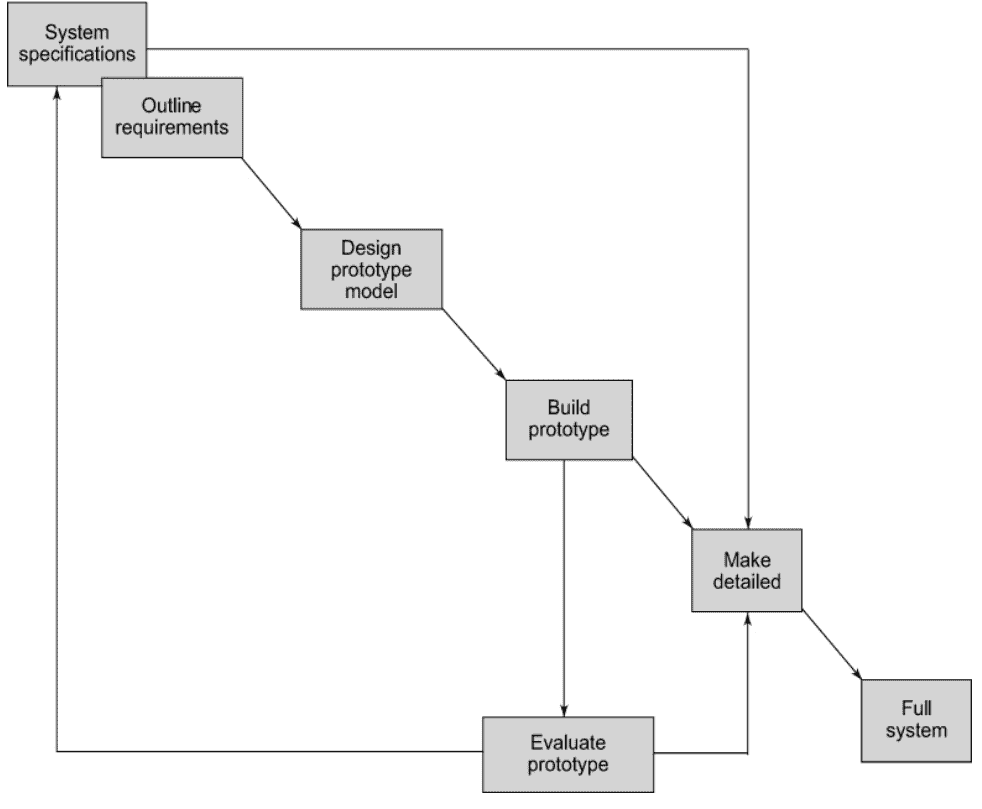 System
specifications
Outline
requirements
Design
prototype
model
Build
prototype
Make
detailed
Full
system
Evaluate
prototype